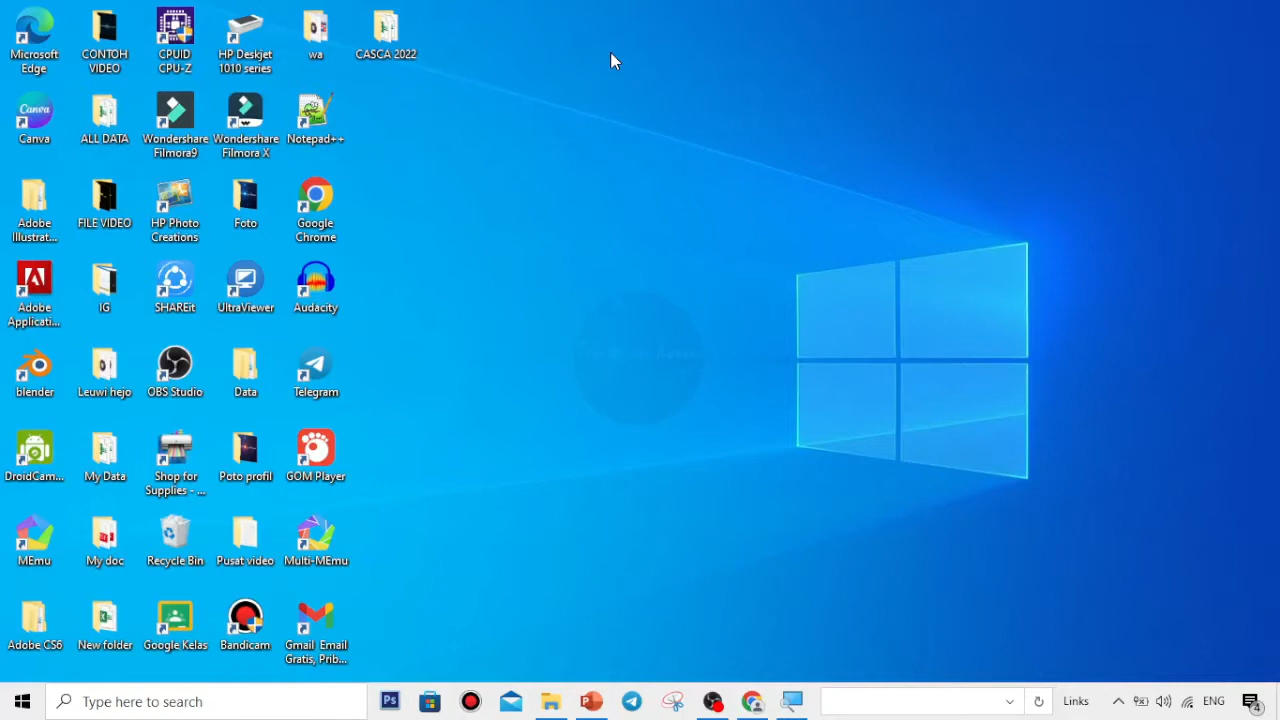 Microsoft Edge
CONTOH VIDEO
CPUID CPU-Z
HP Deskjet 1010 series
wa
CASCA 2022
Canva
ALL DATA
Wondershare Filmora9
Wondershare Filmora X
Notepad++
Adobe Illustrat...
FILE VIDEO
HP Photo Creations
Foto
Google Chrome
Adobe Applicati...
IG
SHAREit
UltraViewer
Audacity
blender
Leuwi hejo
OBS Studio
Data
Telegram
DroidCam...
My Data
Shop for Supplies - ...
Poto profil
GOM Player
MEmu
My doc
Recycle Bin
Pusat video
Multi-MEmu
Adobe CS6
New folder
Google Kelas
Bandicam
Gmail Email Gratis, Prib...
Type here to search
Ps
Links
ENG
4